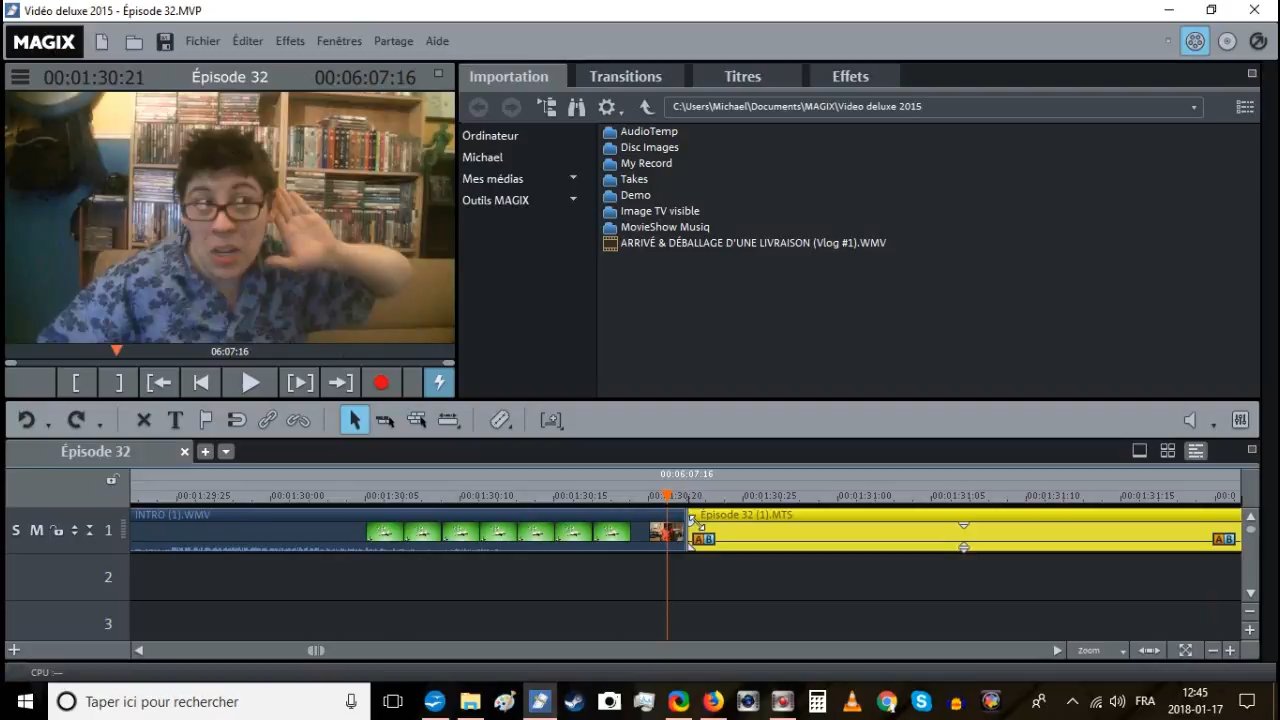 Vidéo deluxe 2015 - Épisode 32.MVP
MAGIX Fichier Éditer Effets Fenêtres Partage Aide
00:01:30:21 Épisode 32 00:06:07:16
Importation Transitions Titres Effets
C:\Users\Michael\Documents\MAGIX\Video deluxe 2015
Ordinateur
Michael
Mes médias
Outils MAGIX
AudioTemp
Disc Images
My Record
Takes
Demo
Image TV visible
MovieShow Musiq
ARRIVÉ & DÉBALLAGE D'UNE LIVRAISON (Vlog #1).WMV
06:07:16
Épisode 32
00:06:07:16
00:01:29:25 00:01:30:00 00:01:30:05 00:01:30:10 00:01:30:15 00:01:30:20 00:01:30:25 00:01:31:00 00:01:31:05 00:01:31:10 00:01:31:15 00:0
INTRO (1).WMV Épisode 32 (1).MTS
S M 1
A B A B
2
3
Zoom
CPU :---
Taper ici pour rechercher
FRA
12:45
2018-01-17